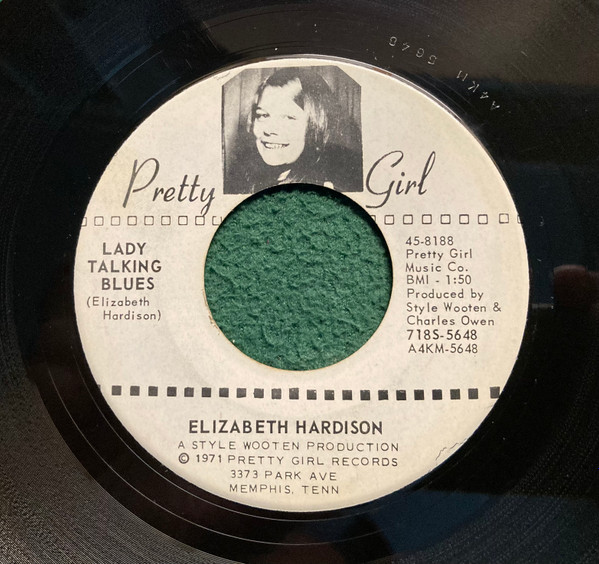 A4KM 5648
Pretty Girl
LADY
TALKING
BLUES
(Elizabeth
Hardison)
45-8188
Pretty Girl
Music Co.
BMI - 1:50
Produced by
Style Wooten &
Charles Owen
718S-5648
A4KM-5648
ELIZABETH HARDISON
A STYLE WOOTEN PRODUCTION
© 1971 PRETTY GIRL RECORDS
3373 PARK AVE
MEMPHIS, TENN